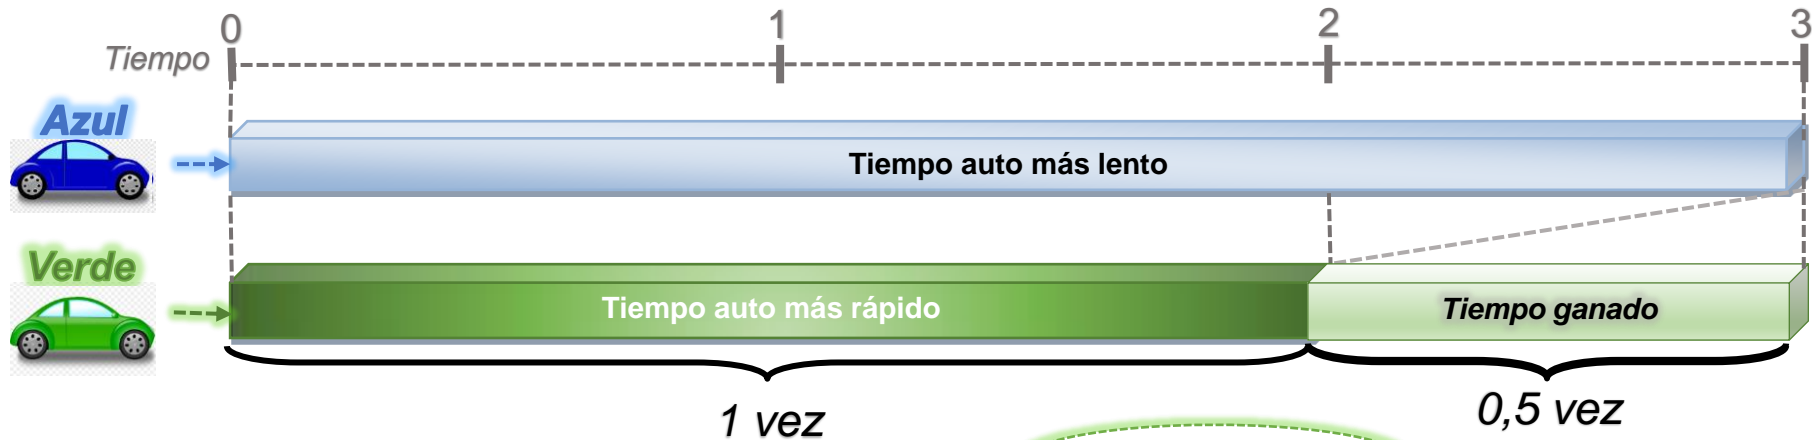 0 1 2 3
Tiempo
Azul
Tiempo auto más lento
Verde
Tiempo auto más rápido
Tiempo ganado
1 vez
0,5 vez